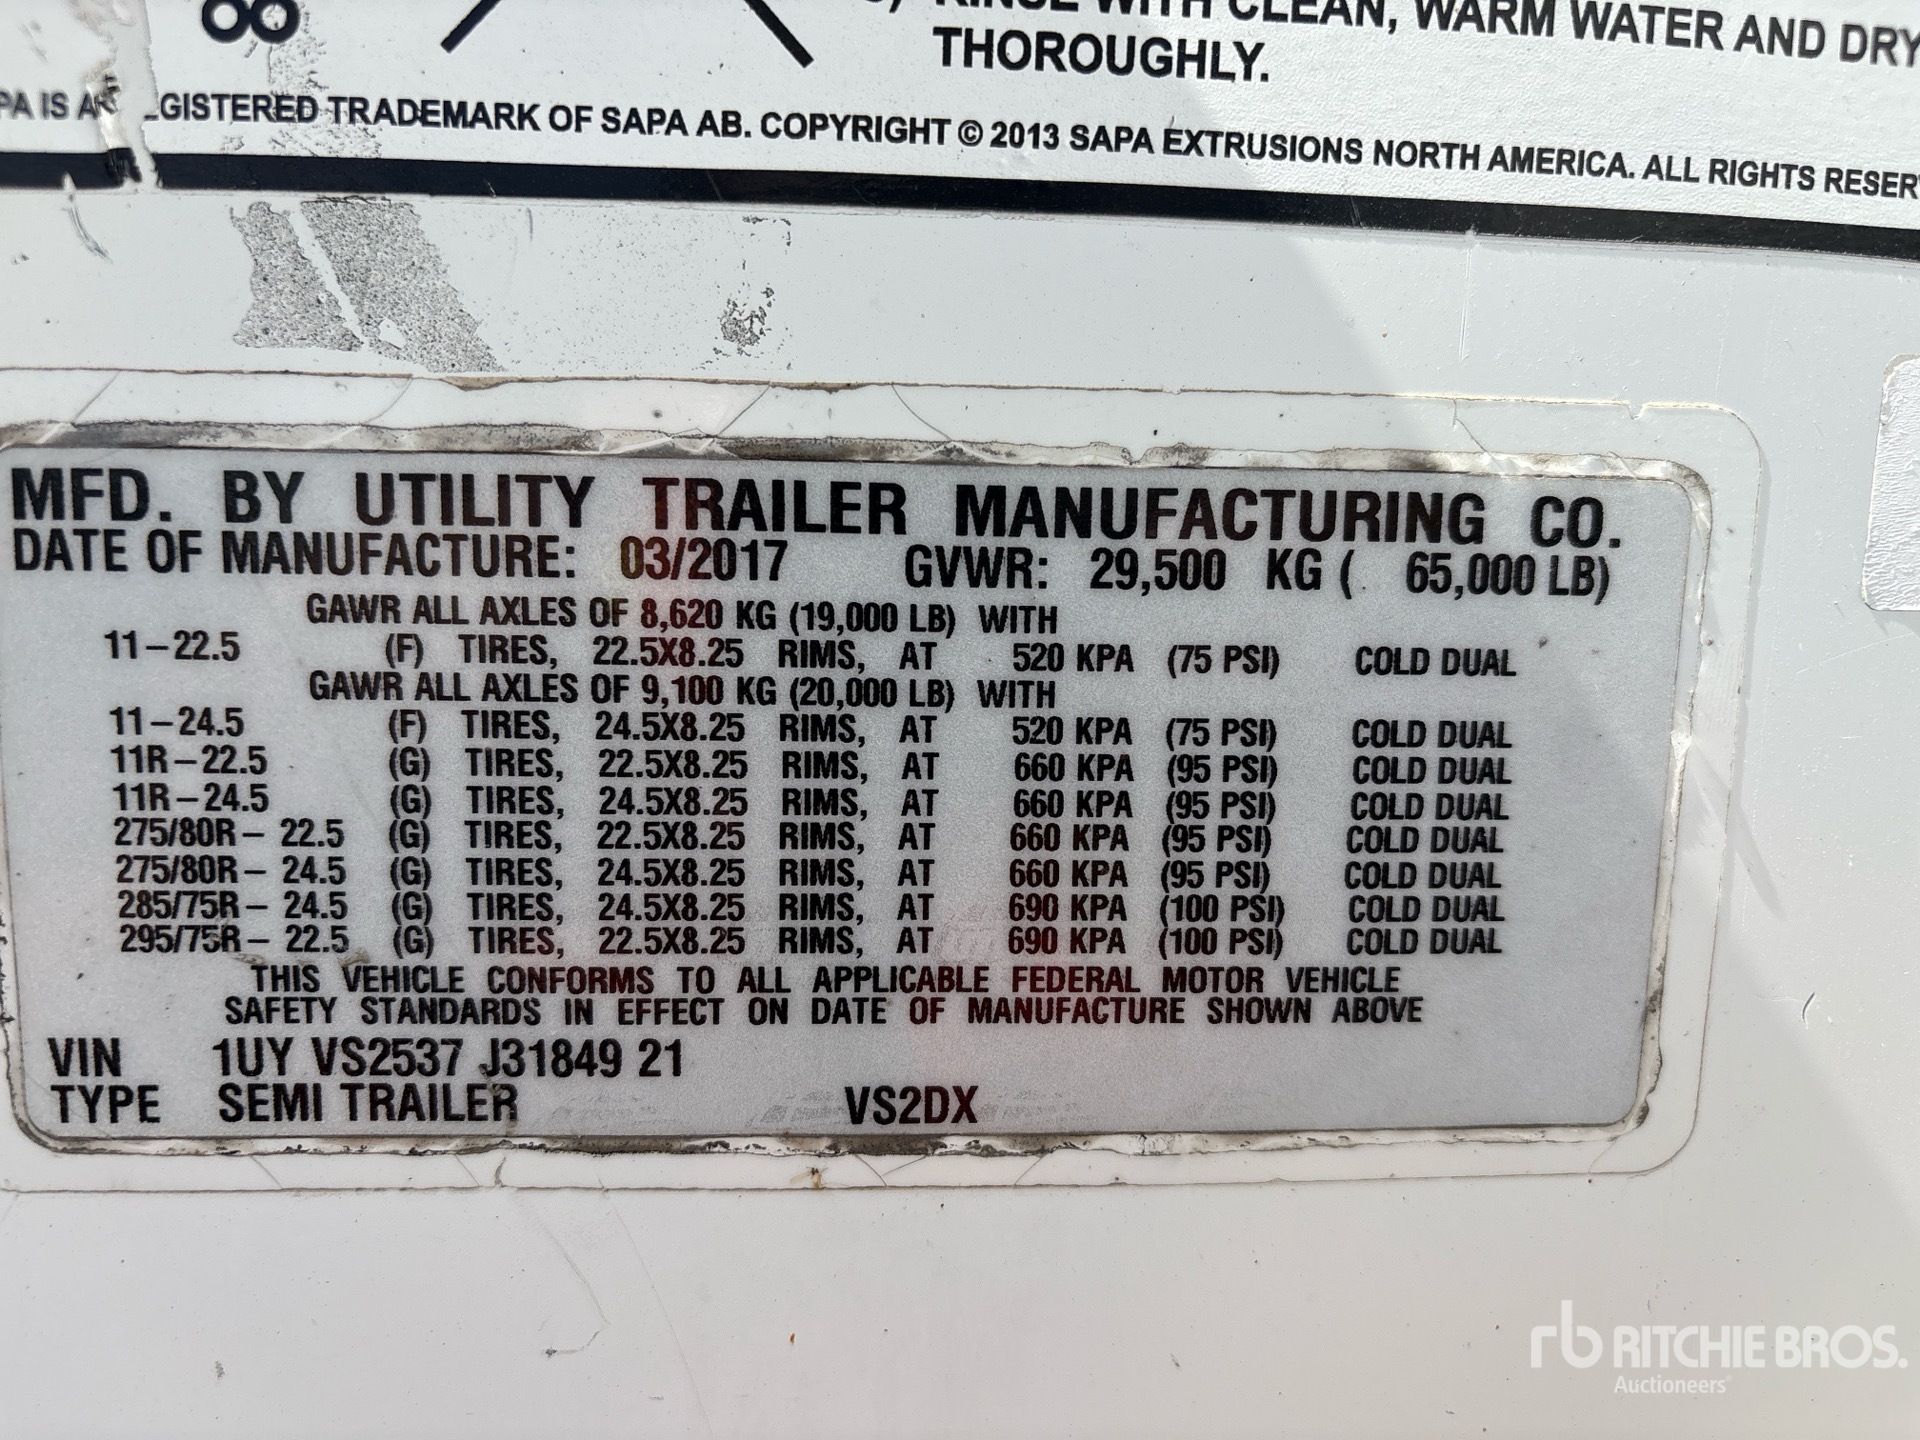 RINSE WITH CLEAN, WARM WATER AND DRY
THOROUGHLY.
PA IS A GISTERED TRADEMARK OF SAPA AB. COPYRIGHT © 2013 SAPA EXTRUSIONS NORTH AMERICA. ALL RIGHTS RESER
MFD. BY UTILITY TRAILER MANUFACTURING CO.
DATE OF MANUFACTURE: 03/2017 GVWR: 29,500 KG ( 65,000 LB)
GAWR ALL AXLES OF 8,620 KG (19,000 LB) WITH
11-22.5 (F) TIRES, 22.5X8.25 RIMS, AT 520 KPA (75 PSI) COLD DUAL
GAWR ALL AXLES OF 9,100 KG (20,000 LB) WITH
11-24.5 (F) TIRES, 24.5X8.25 RIMS, AT 520 KPA (75 PSI) COLD DUAL
11R-22.5 (G) TIRES, 22.5X8.25 RIMS, AT 660 KPA (95 PSI) COLD DUAL
11R-24.5 (G) TIRES, 24.5X8.25 RIMS, AT 660 KPA (95 PSI) COLD DUAL
275/80R- 22.5 (G) TIRES, 22.5X8.25 RIMS, AT 660 KPA (95 PSI) COLD DUAL
275/80R- 24.5 (G) TIRES, 24.5X8.25 RIMS, AT 660 KPA (95 PSI) COLD DUAL
285/75R- 24.5 (G) TIRES, 24.5X8.25 RIMS, AT 690 KPA (100 PSI) COLD DUAL
295/75R- 22.5 (G) TIRES, 22.5X8.25 RIMS, AT 690 KPA (100 PSI) COLD DUAL
THIS VEHICLE CONFORMS TO ALL APPLICABLE FEDERAL MOTOR VEHICLE
SAFETY STANDARDS IN EFFECT ON DATE OF MANUFACTURE SHOWN ABOVE
VIN 1UY VS2537 J31849 21
TYPE SEMI TRAILER VS2DX
rb RITCHIE BROS.
Auctioneers